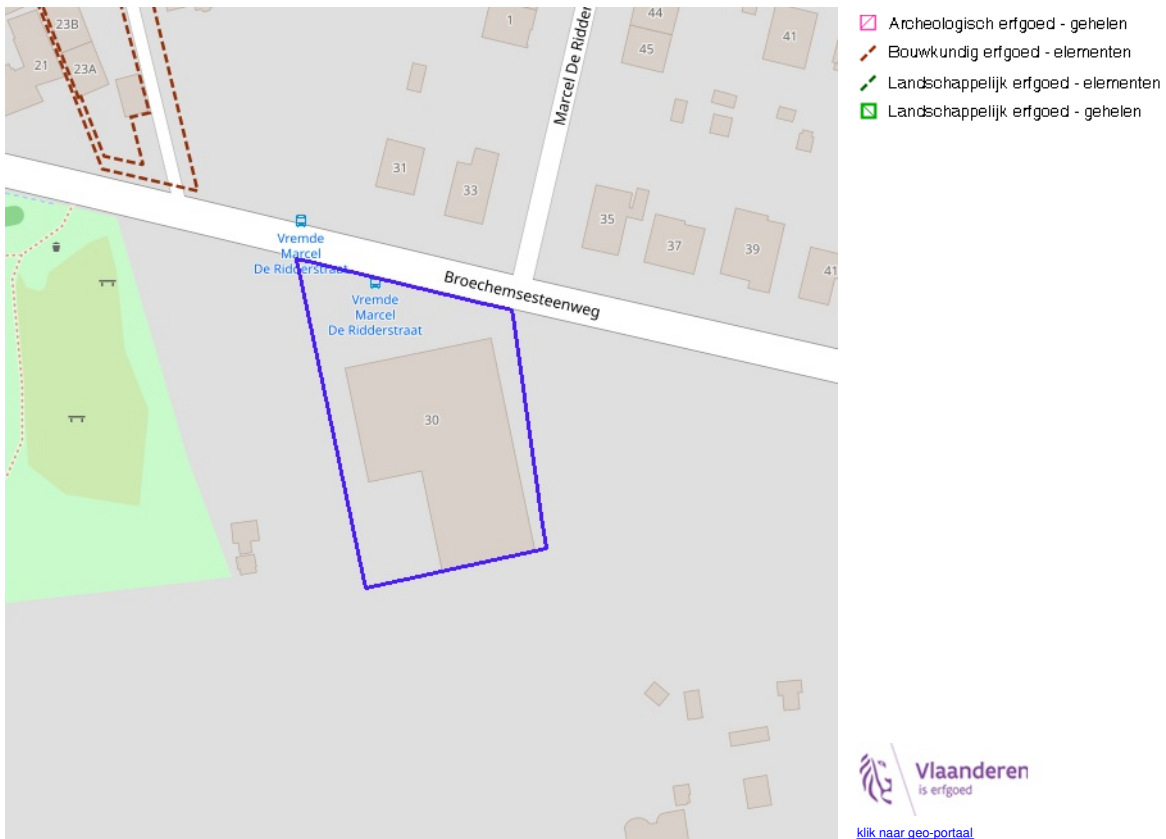 23B
21
23A
1
44
45
41
Marcel De Ridder
31
33
35
37
39
41
Vremde
Marcel
De Ridderstraat
Vremde
Marcel
De Ridderstraat
Broechemsesteenweg
30
Archeologisch erfgoed - gehelen
Bouwkundig erfgoed - elementen
Landschappelijk erfgoed - elementen
Landschappelijk erfgoed - gehelen
Vlaanderen
is erfgoed
klik naar geo-portaal